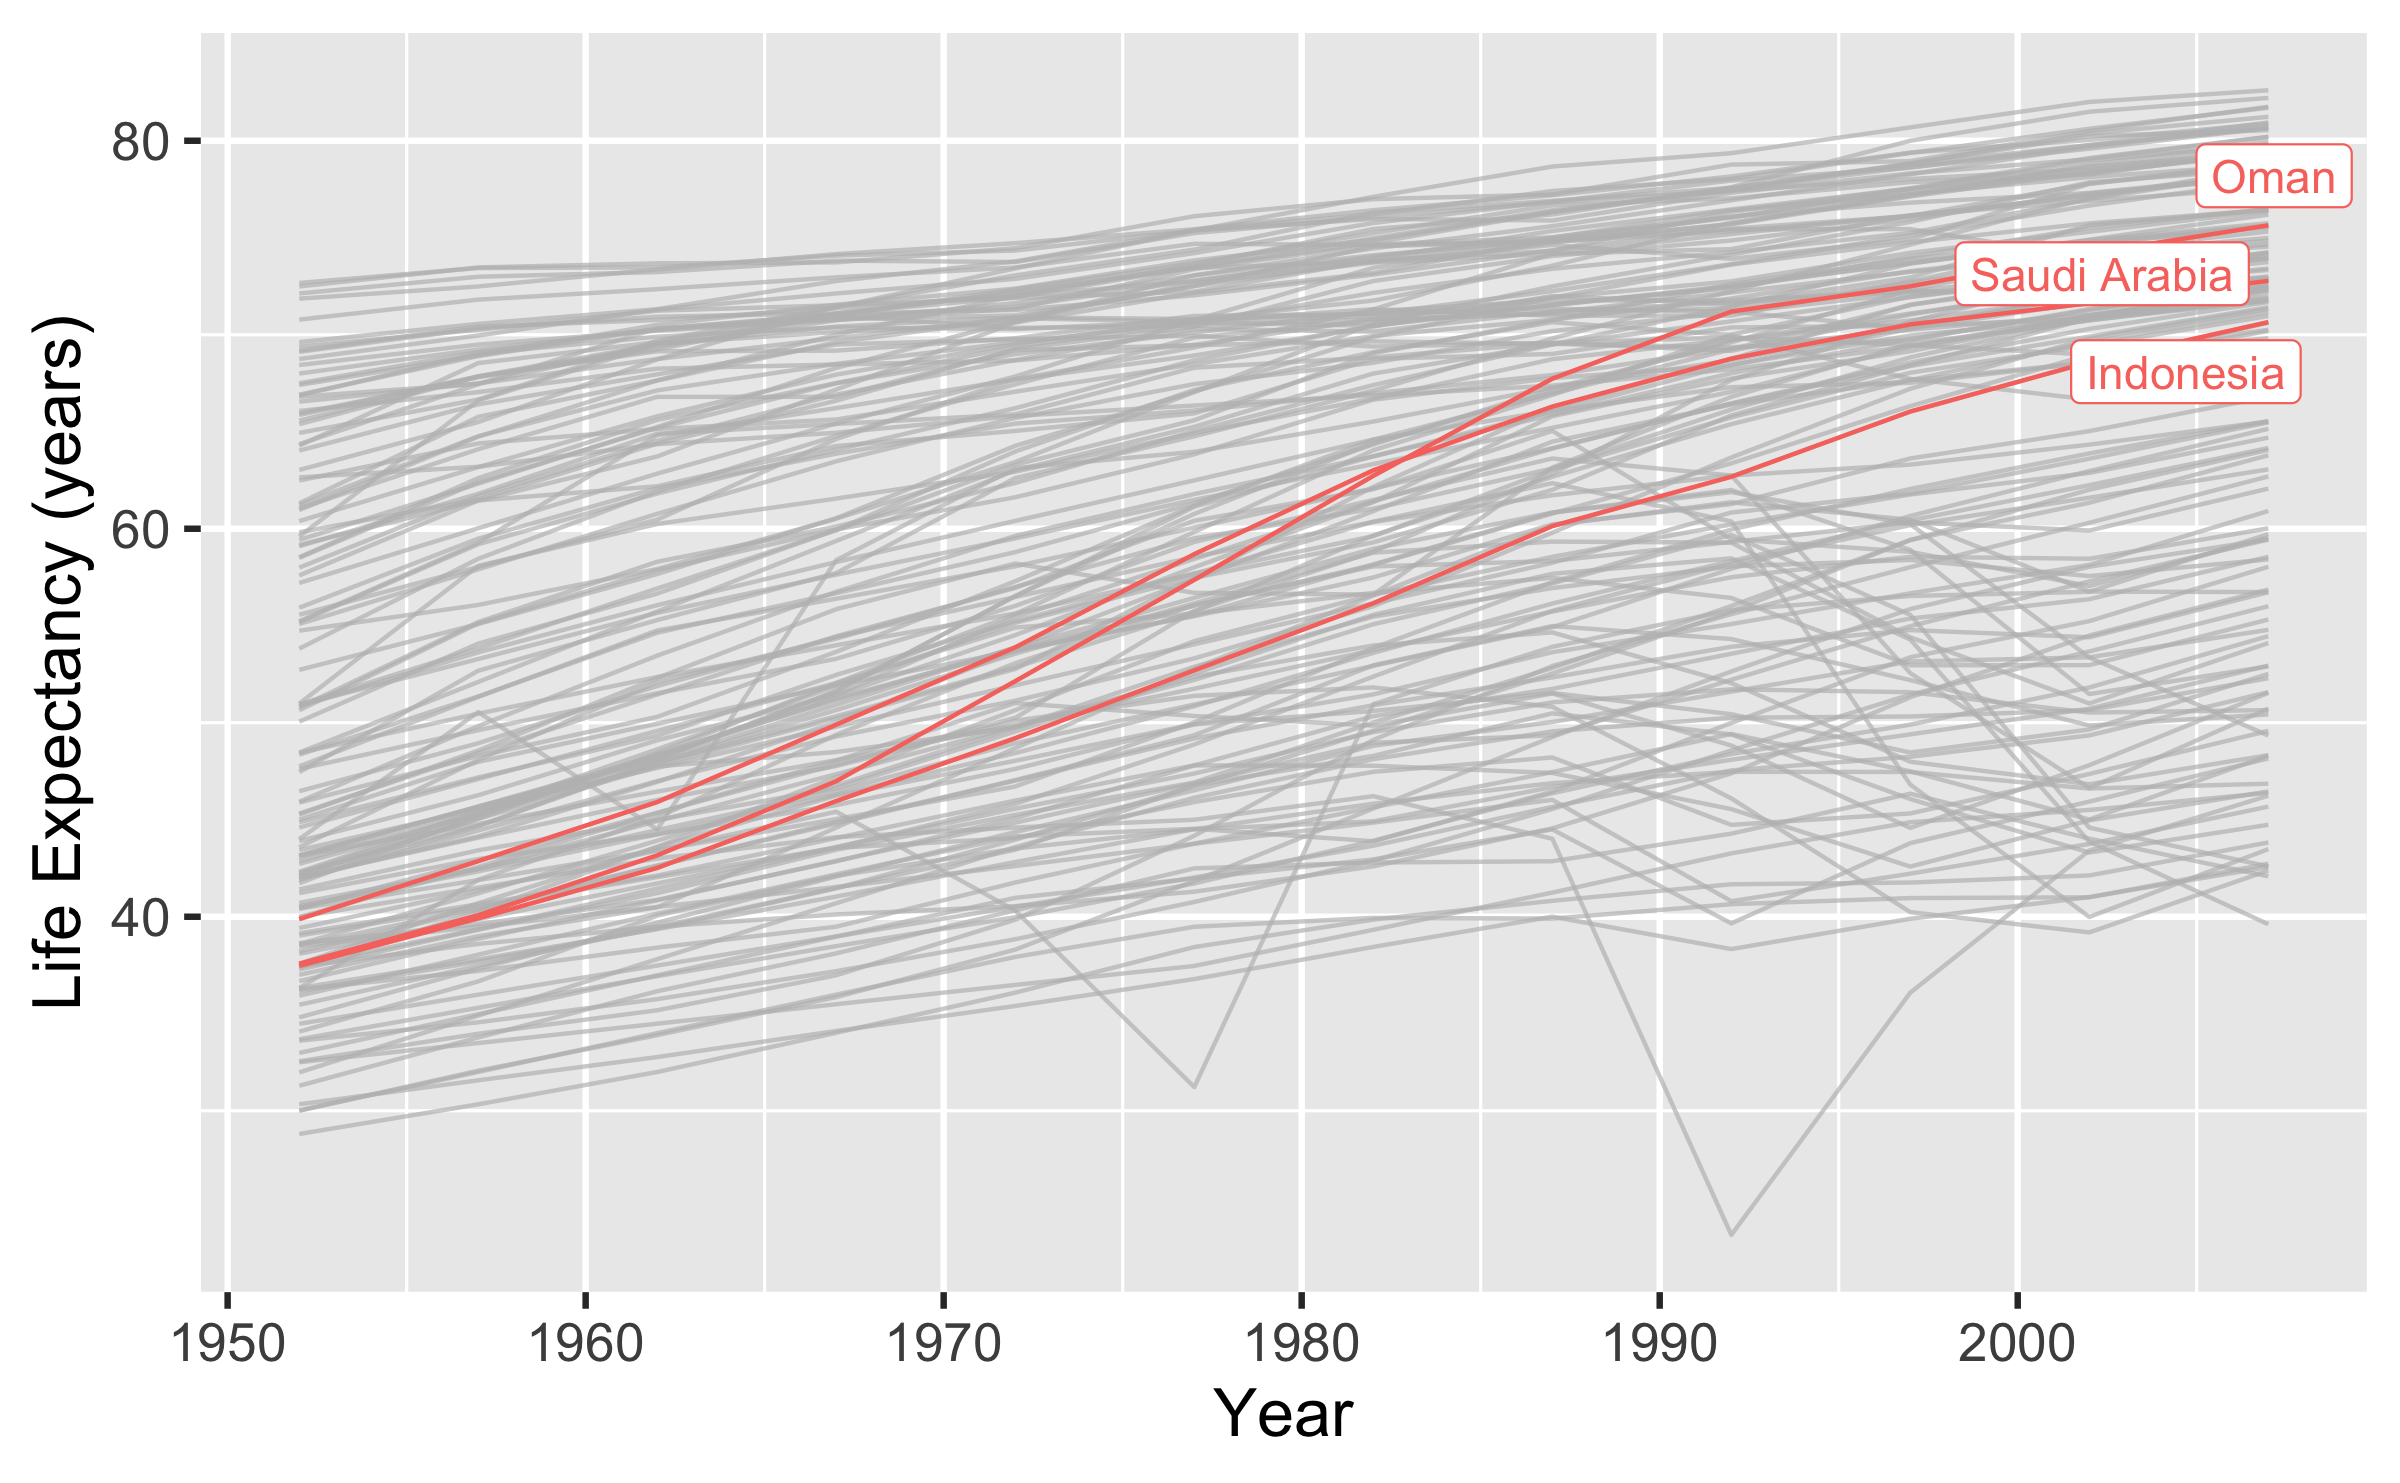 Life Expectancy (years)
80
60
40
Oman
Saudi Arabia
Indonesia
1950 1960 1970 1980 1990 2000
Year